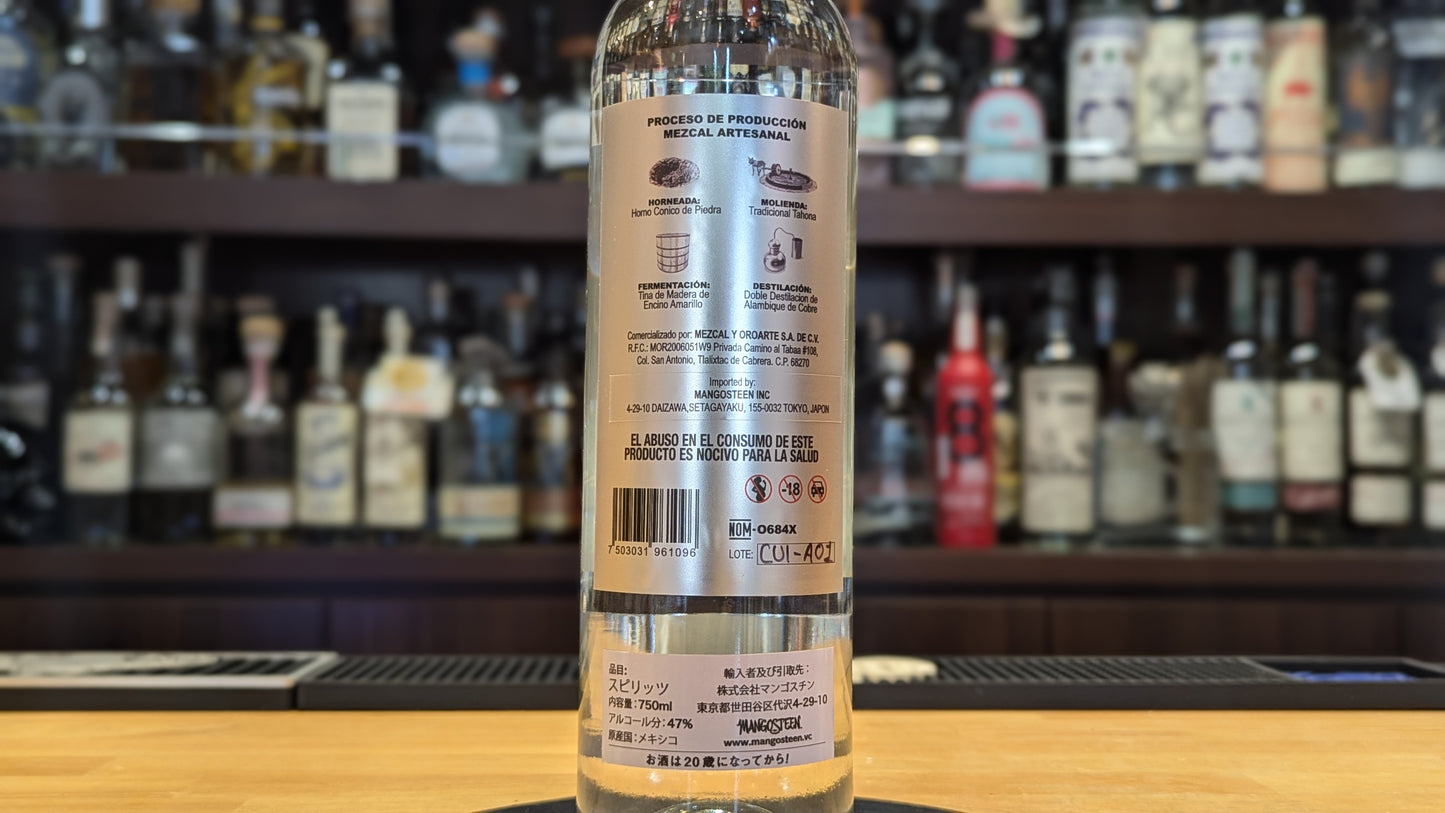 PROCESO DE PRODUCCIÓN
MEZCAL ARTESANAL
HORNEADA:
Horno Conico de Piedra
MOLIENDA:
Tradicional Tahona
FERMENTACIÓN:
Tina de Madera de
Encino Amarillo
DESTILACIÓN:
Doble Destilacion de
Alambique de Cobre
Comercializado por: MEZCAL Y OROARTE S.A. DE C.V.
R.F.C.: MOR2006051W9 Privada Camino al Tabaa #108,
Col. San Antonio, Tlalixtac de Cabrera. C.P. 68270
Imported by:
MANGOSTEEN INC
4-29-10 DAIZAWA,SETAGAYAKU, 155-0032 TOKYO, JAPON
EL ABUSO EN EL CONSUMO DE ESTE
PRODUCTO ES NOCIVO PARA LA SALUD
-18
7 503031 961096
NOM-O684X
LOTE: CUI-A01
品目:
スピリッツ
内容量:750ml
アルコール分:47%
原産国:メキシコ
輸入者及び引取先:
株式会社マンゴスチン
東京都世田谷区代沢4-29-10
MANGOSTEEN.
www.mangosteen.vc
お酒は20歳になってから!